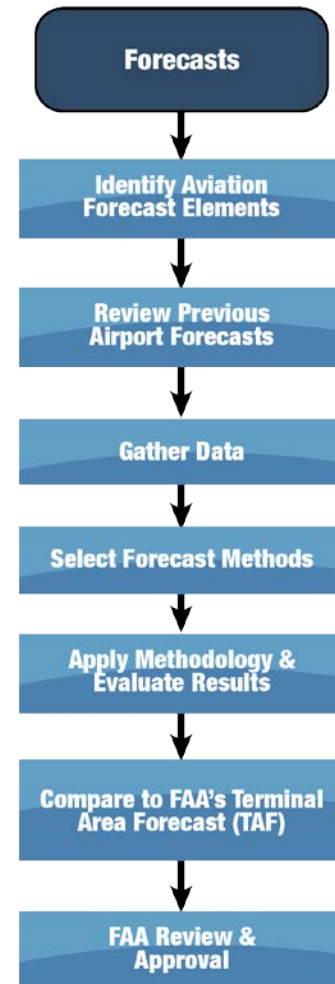 Forecasts
Identify Aviation
Forecast Elements
Review Previous
Airport Forecasts
Gather Data
Select Forecast Methods
Apply Methodology &
Evaluate Results
Compare to FAA's Terminal
Area Forecast (TAF)
FAA Review &
Approval